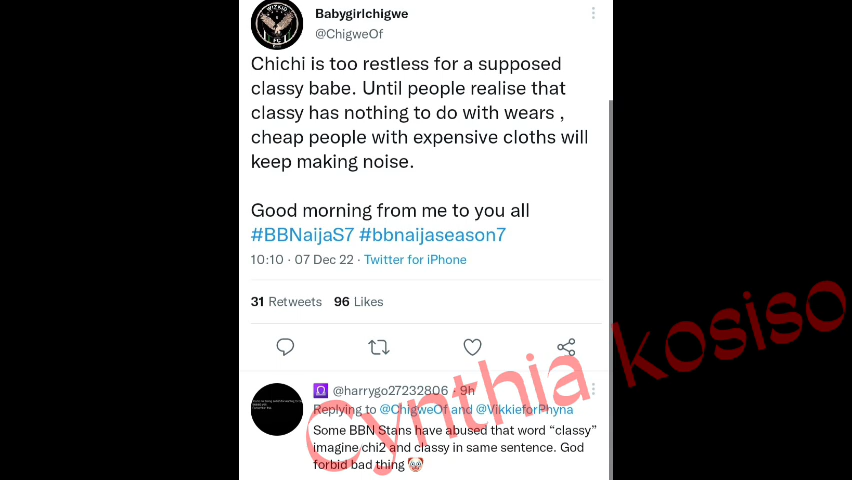 Babygirlchigwe
@ChigweOf
Chichi is too restless for a supposed
classy babe. Until people realise that
classy has nothing to do with wears ,
cheap people with expensive cloths will
keep making noise.
Good morning from me to you all
#BBNaijaS7 #bbnaijaseason7
10:10 · 07 Dec 22 · Twitter for iPhone
31 Retweets 96 Likes
@harrygo27232806 · 9h
Replying to @ChigweOf and @VikkieforPhyna
Some BBN Stans have abused that word “classy”
imagine chi2 and classy in same sentence. God
forbid bad thing
Cynthia kosiso